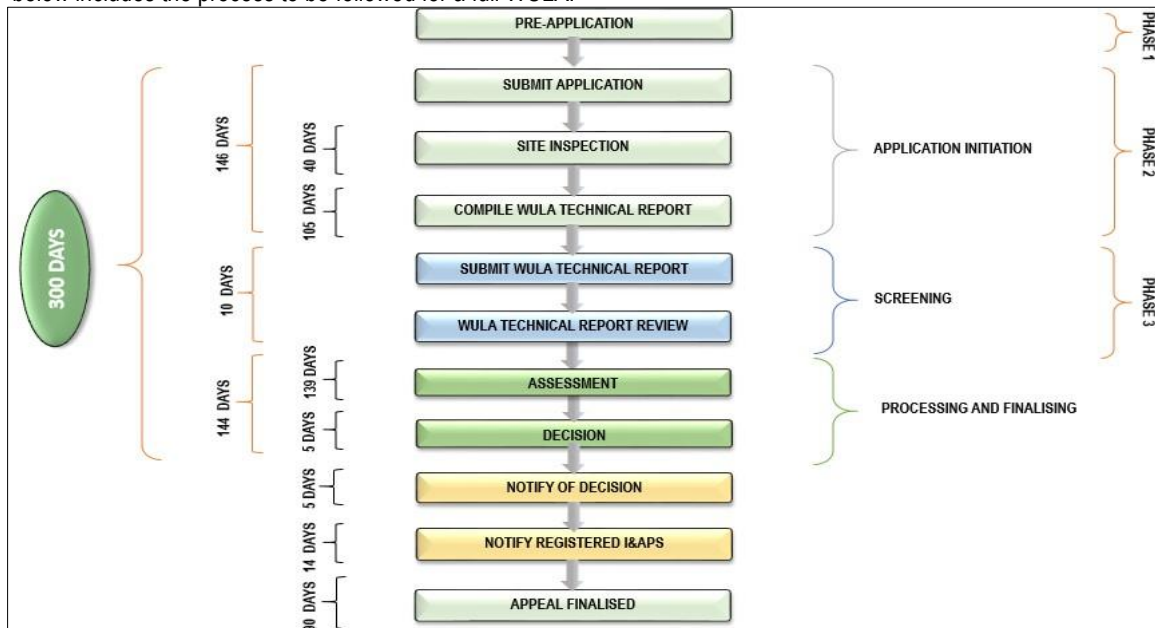 PRE-APPLICATION
PHASE 1
SUBMIT APPLICATION
SITE INSPECTION
COMPILE WULA TECHNICAL REPORT
146 DAYS
40 DAYS
105 DAYS
APPLICATION INITIATION
PHASE 2
300 DAYS
SUBMIT WULA TECHNICAL REPORT
WULA TECHNICAL REPORT REVIEW
10 DAYS
SCREENING
PHASE 3
ASSESSMENT
DECISION
144 DAYS
139 DAYS
5 DAYS
PROCESSING AND FINALISING
NOTIFY OF DECISION
5 DAYS
NOTIFY REGISTERED I&APS
14 DAYS
APPEAL FINALISED
DAYS